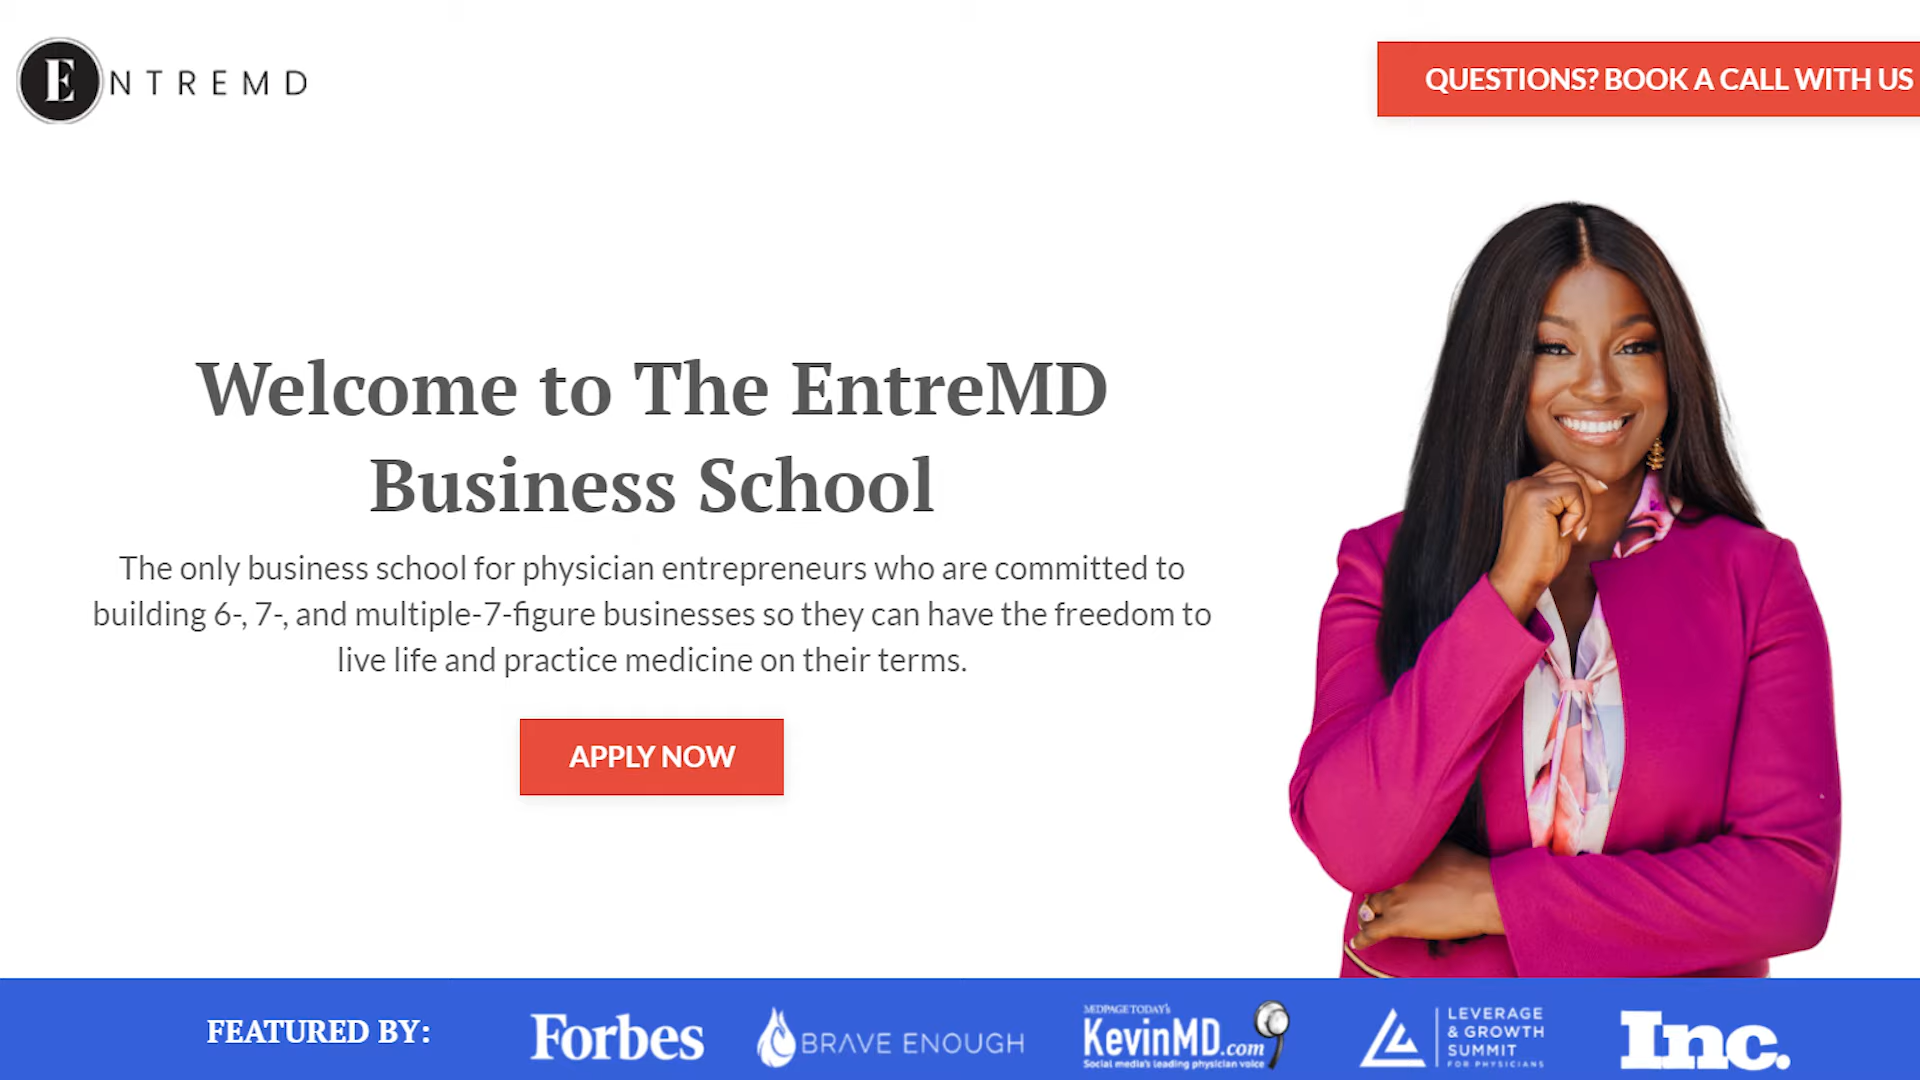 ENTREMD
QUESTIONS? BOOK A CALL WITH US
Welcome to The EntreMD
Business School
The only business school for physician entrepreneurs who are committed to
building 6-, 7-, and multiple-7-figure businesses so they can have the freedom to
live life and practice medicine on their terms.
APPLY NOW
FEATURED BY:
Forbes
BRAVE ENOUGH
MEDPAGE TODAY'S
KevinMD.com
Social media's leading physician voice
LEVERAGE
& GROWTH
SUMMIT
FOR PHYSICIANS
Inc.